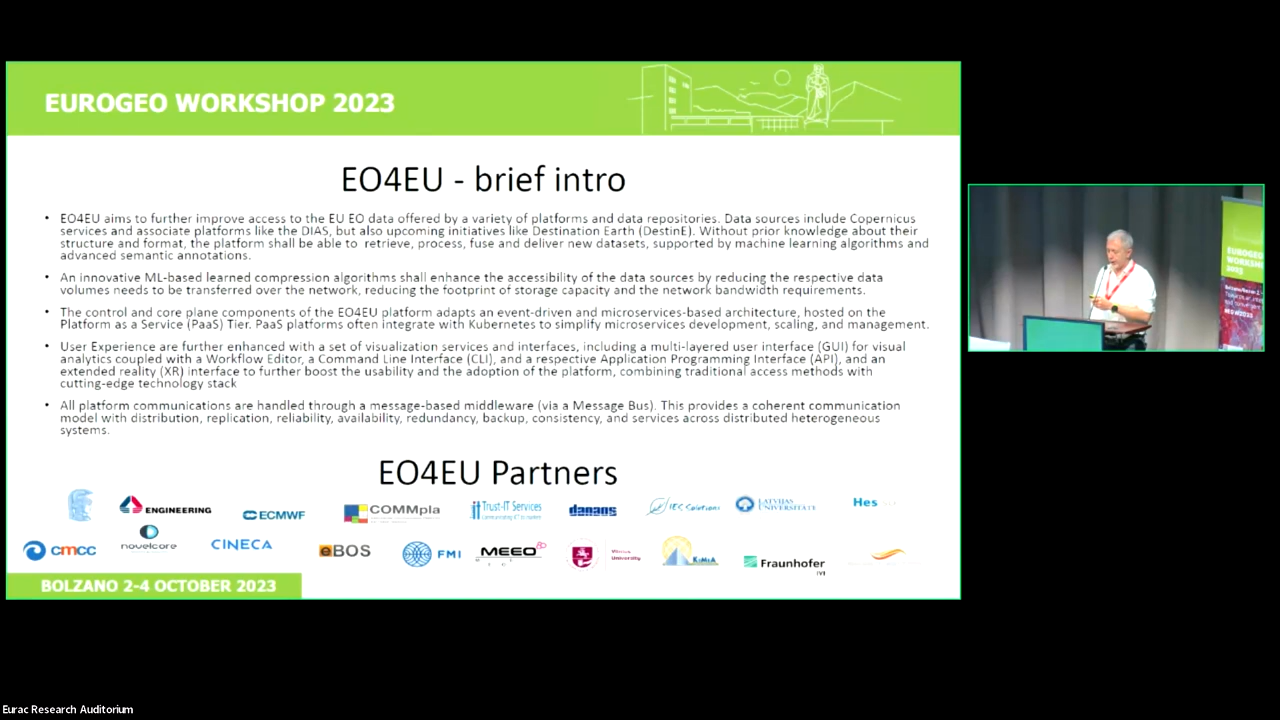 EUROGEO WORKSHOP 2023
EO4EU - brief intro
• EO4EU aims to further improve access to the EU EO data offered by a variety of platforms and data repositories. Data sources include Copernicus
services and associate platforms like the DIAS, but also upcoming initiatives like Destination Earth (DestinE). Without prior knowledge about their
structure and format, the platform shall be able to retrieve, process, fuse and deliver new datasets, supported by machine learning algorithms and
advanced semantic annotations.
• An innovative ML-based learned compression algorithms shall enhance the accessibility of the data sources by reducing the respective data
volumes needs to be transferred over the network, reducing the footprint of storage capacity and the network bandwidth requirements.
• The control and core plane components of the EO4EU platform adapts an event-driven and microservices-based architecture, hosted on the
Platform as a Service (PaaS) Tier. PaaS platforms often integrate with Kubernetes to simplify microservices development, scaling, and management.
• User Experience are further enhanced with a set of visualization services and interfaces, including a multi-layered user interface (GUI) for visual
analytics coupled with a Workflow Editor, a Command Line Interface (CLI), and a respective Application Programming Interface (API), and an
extended reality (XR) interface to further boost the usability and the adoption of the platform, combining traditional access methods with
cutting-edge technology stack
• All platform communications are handled through a message-based middleware (via a Message Bus). This provides a coherent communication
model with distribution, replication, reliability, availability, redundancy, backup, consistency, and services across distributed heterogeneous
systems.
EO4EU Partners
ENGINEERING
ECMWF
COMMpla
Trust-IT Services
danaos
IEC Solutions
LATVIJAS
UNIVERSITATE
Hes
cmcc
novelcore
CINECA
eBOS
FMI
MEEO
Vilnius
University
KIMIA
Fraunhofer
IVI
BOLZANO 2-4 OCTOBER 2023
EUROGEO
WORKSH
2023
Eurac Research Auditorium